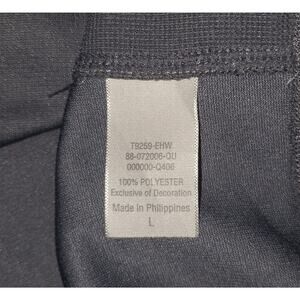 T9259-EHW
88-072006-QU
000000-Q406
100% POLYESTER
Exclusive of Decoration
Made in Philippines
L